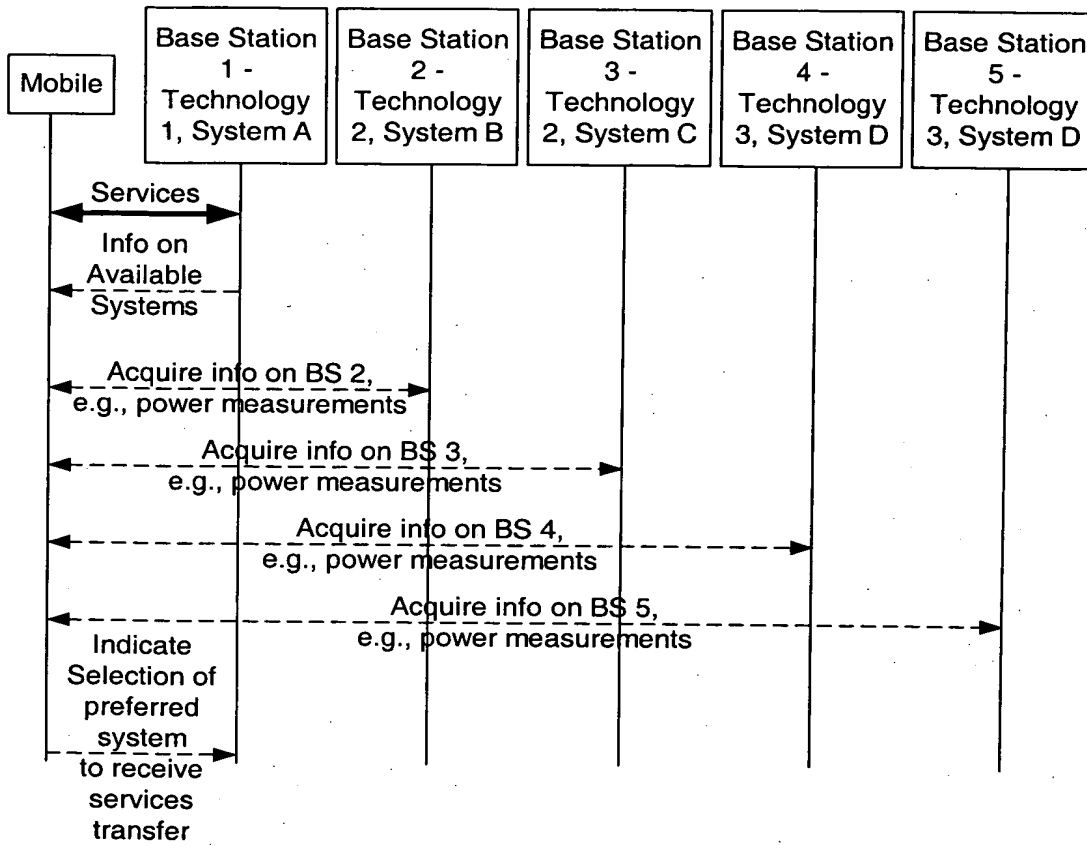 Mobile
Base Station
1 -
Technology
1, System A
Base Station
2 -
Technology
2, System B
Base Station
3 -
Technology
2, System C
Base Station
4 -
Technology
3, System D
Base Station
5 -
Technology
3, System D
Services
Info on
Available
Systems
Acquire info on BS 2,
e.g., power measurements
Acquire info on BS 3,
e.g., power measurements
Acquire info on BS 4,
e.g., power measurements
Acquire info on BS 5,
e.g., power measurements
Indicate
Selection of
preferred
system
to receive
services
transfer